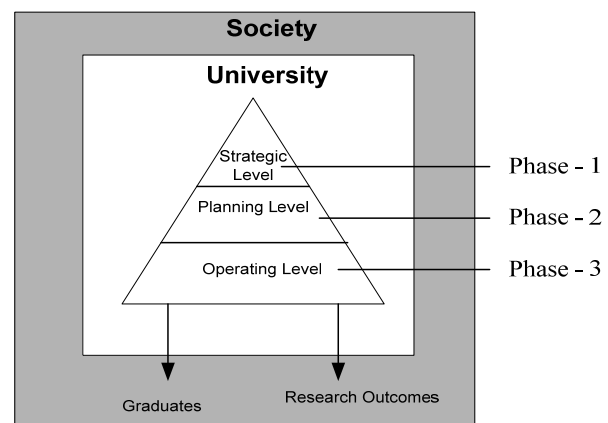 Society
University
Strategic
Level
Phase - 1
Planning Level
Phase - 2
Operating Level
Phase - 3
Graduates
Research Outcomes